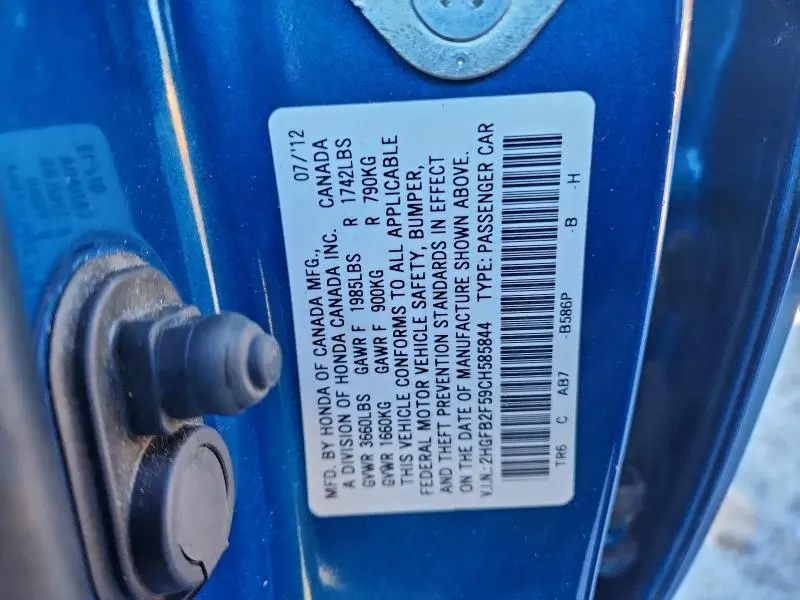 MFD. BY HONDA OF CANADA MFG., 07/'12
A DIVISION OF HONDA CANADA INC. CANADA
GVWR 3660LBS GAWR F 1985LBS R 1742LBS
GVWR 1660KG GAWR F 900KG R 790KG
THIS VEHICLE CONFORMS TO ALL APPLICABLE
FEDERAL MOTOR VEHICLE SAFETY, BUMPER,
AND THEFT PREVENTION STANDARDS IN EFFECT
ON THE DATE OF MANUFACTURE SHOWN ABOVE.
V.I.N.: 2HGFB2F59CH585844 TYPE: PASSENGER CAR
TR6 C AB7 -B586P -B -H